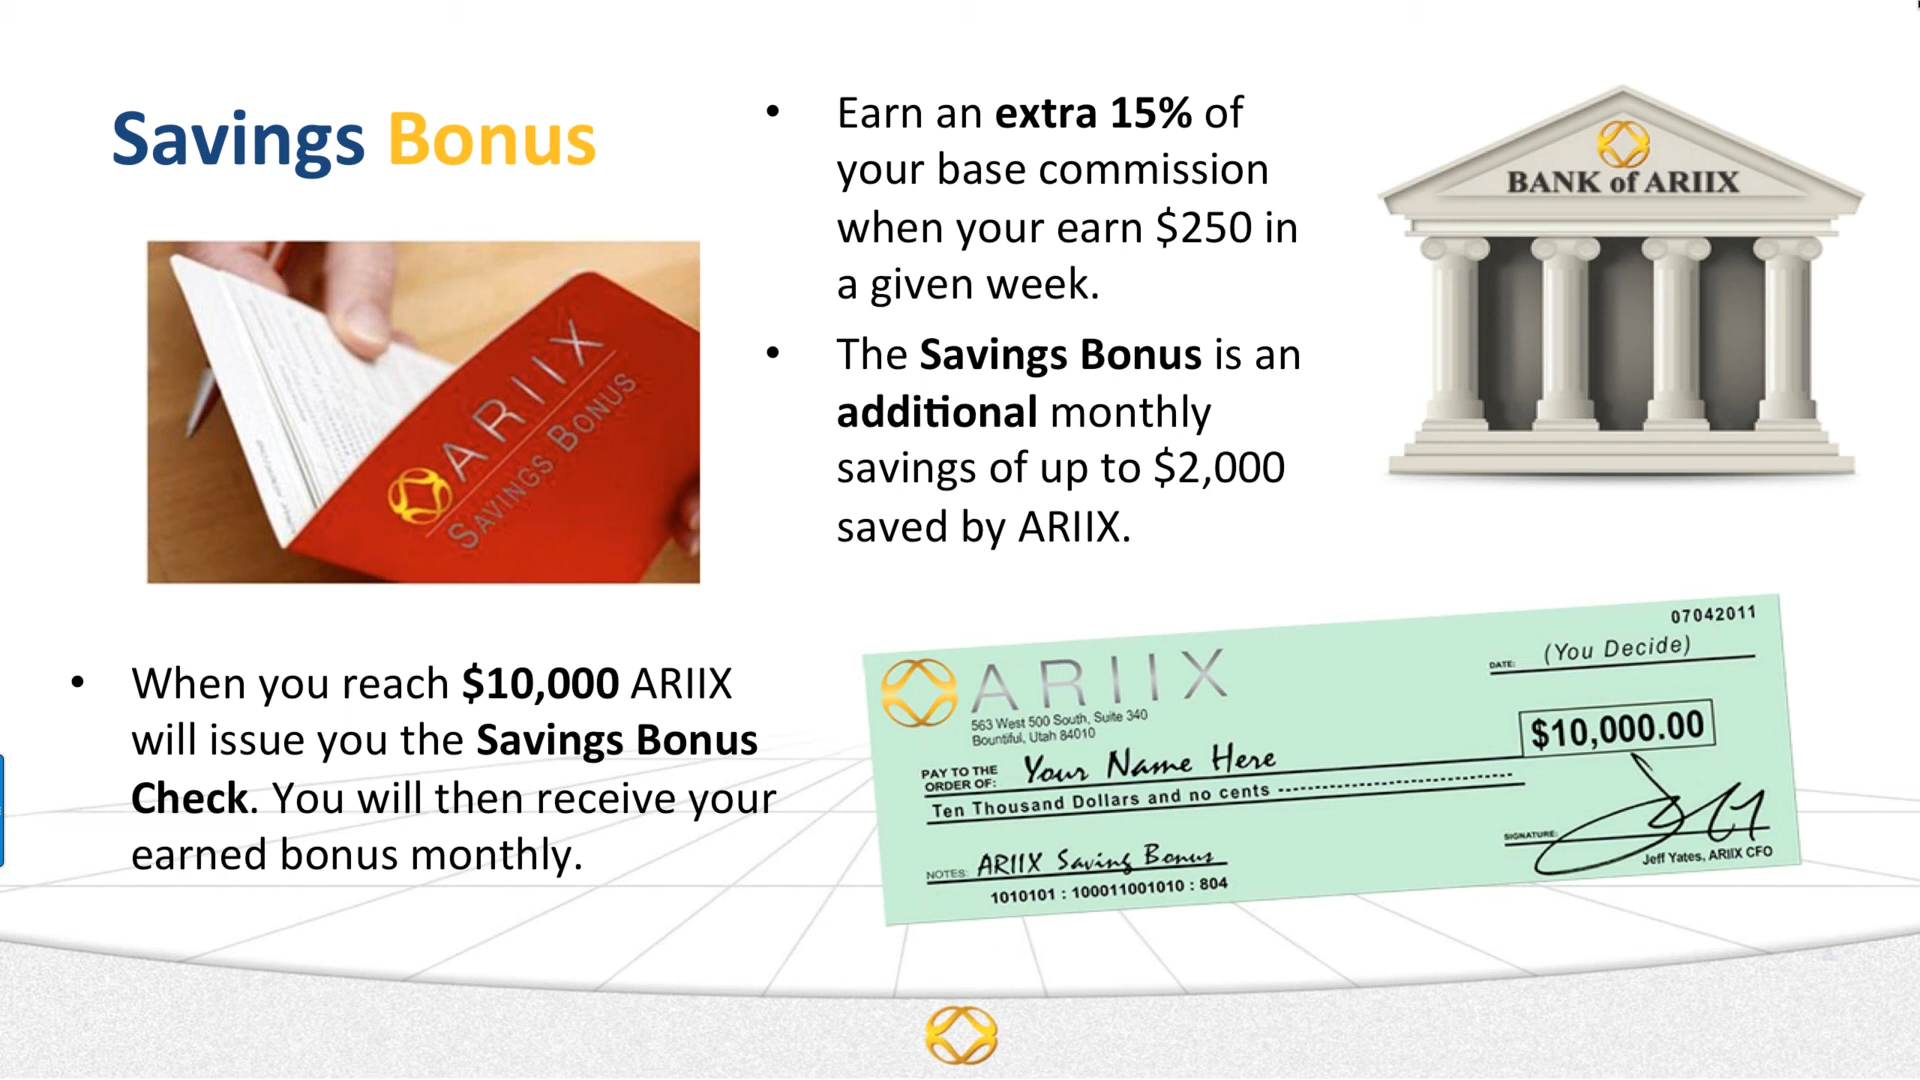 Savings Bonus
ARIIX
SAVINGS BONUS
• Earn an extra 15% of
your base commission
when your earn $250 in
a given week.
• The Savings Bonus is an
additional monthly
savings of up to $2,000
saved by ARIIX.
BANK of ARIIX
• When you reach $10,000 ARIIX
will issue you the Savings Bonus
Check. You will then receive your
earned bonus monthly.
07042011
ARIIX
DATE: (You Decide)
563 West 500 South, Suite 340
Bountiful, Utah 84010
$10,000.00
PAY TO THE
ORDER OF: Your Name Here
Ten Thousand Dollars and no cents
SIGNATURE:
Jeff Yates, ARIIX CFO
NOTES: ARIIX Saving Bonus
1010101 : 100011001010 : 804